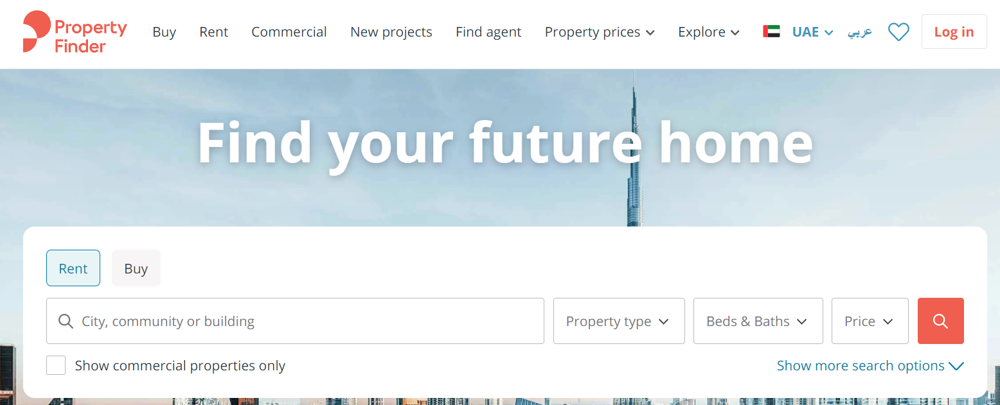 Property
Finder
Buy
Rent
Commercial
New projects
Find agent
Property prices
Explore
UAE
عربي
Log in
Find your future home
Rent
Buy
City, community or building
Property type
Beds & Baths
Price
Show commercial properties only
Show more search options